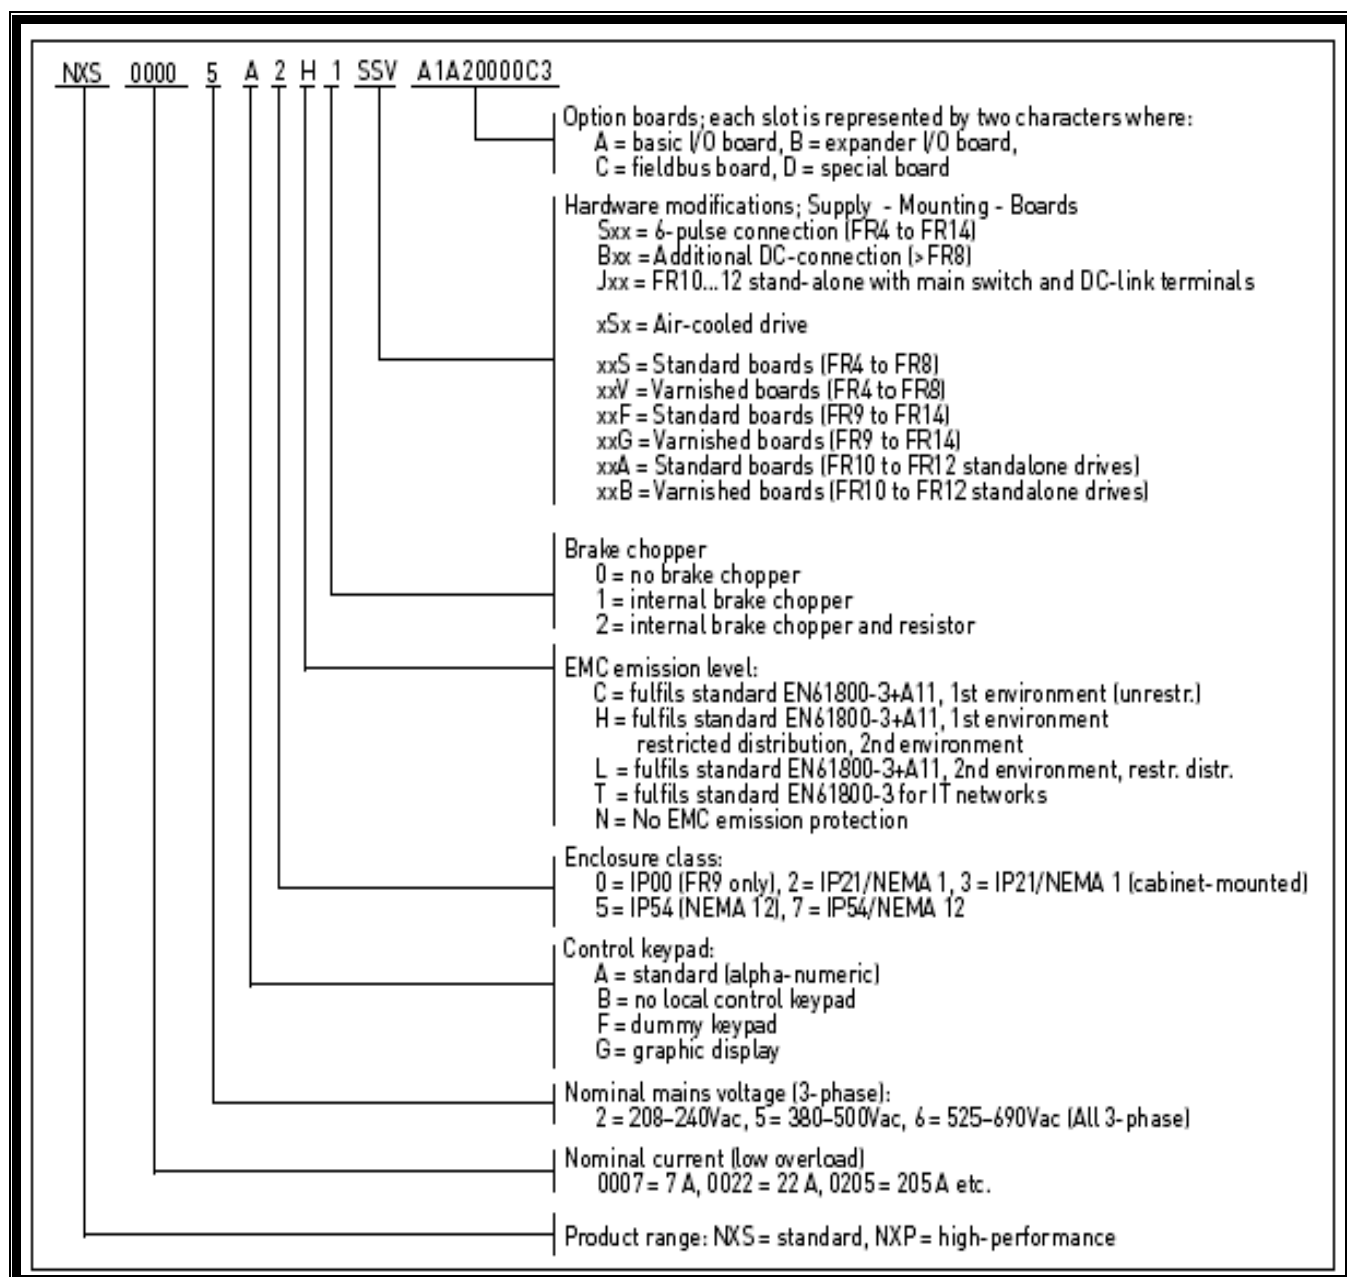 NXS 0000 5 A 2 H 1 SSV A1A20000C3
Option boards; each slot is represented by two characters where:
A = basic I/O board, B = expander I/O board,
C = fieldbus board, D = special board
Hardware modifications; Supply - Mounting - Boards
Sxx = 6-pulse connection (FR4 to FR14)
Bxx = Additional DC-connection (>FR8)
Jxx = FR10...12 stand-alone with main switch and DC-link terminals
xSx = Air-cooled drive
xxS = Standard boards (FR4 to FR8)
xxV = Varnished boards (FR4 to FR8)
xxF = Standard boards (FR9 to FR14)
xxG = Varnished boards (FR9 to FR14)
xxA = Standard boards (FR10 to FR12 standalone drives)
xxB = Varnished boards (FR10 to FR12 standalone drives)
Brake chopper
0 = no brake chopper
1 = internal brake chopper
2 = internal brake chopper and resistor
EMC emission level:
C = fulfils standard EN61800-3+A11, 1st environment (unrestr.)
H = fulfils standard EN61800-3+A11, 1st environment
restricted distribution, 2nd environment
L = fulfils standard EN61800-3+A11, 2nd environment, restr. distr.
T = fulfils standard EN61800-3 for IT networks
N = No EMC emission protection
Enclosure class:
0 = IP00 (FR9 only), 2 = IP21/NEMA 1, 3 = IP21/NEMA 1 (cabinet-mounted)
5 = IP54 (NEMA 12), 7 = IP54/NEMA 12
Control keypad:
A = standard (alpha-numeric)
B = no local control keypad
F = dummy keypad
G = graphic display
Nominal mains voltage (3-phase):
2 = 208–240Vac, 5 = 380–500Vac, 6 = 525–690Vac (All 3-phase)
Nominal current (low overload)
0007 = 7 A, 0022 = 22 A, 0205 = 205 A etc.
Product range: NXS = standard, NXP = high-performance